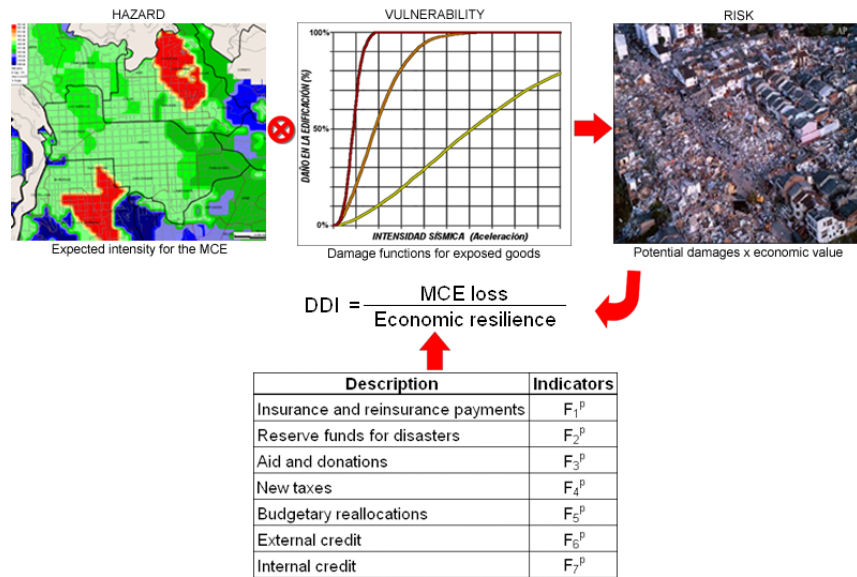 HAZARD
VULNERABILITY
RISK
AP
DAÑO EN LA EDIFICACIÓN (%)
100%
50%
0%
INTENSIDAD SÍSMICA (Aceleración)
Expected intensity for the MCE
Damage functions for exposed goods
Potential damages x economic value
DDI = MCE loss
Economic resilience
Description Indicators
Insurance and reinsurance payments F₁ᵖ
Reserve funds for disasters F₂ᵖ
Aid and donations F₃ᵖ
New taxes F₄ᵖ
Budgetary reallocations F₅ᵖ
External credit F₆ᵖ
Internal credit F₇ᵖ